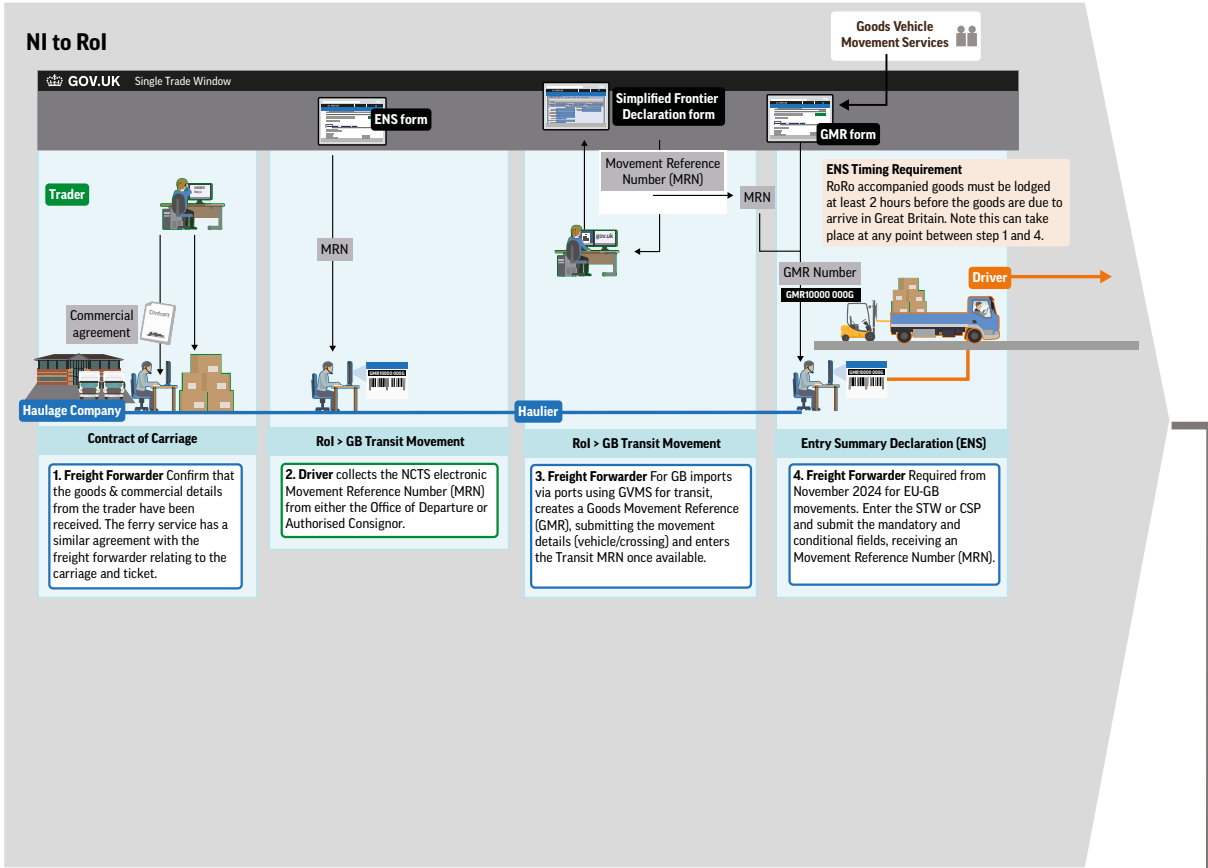 NI to RoI
Goods Vehicle
Movement Services
GOV.UK Single Trade Window
ENS form
Simplified Frontier
Declaration form
GMR form
Trader
Movement Reference
Number (MRN)
MRN
MRN
ENS Timing Requirement
RoRo accompanied goods must be lodged
at least 2 hours before the goods are due to
arrive in Great Britain. Note this can take
place at any point between step 1 and 4.
gov.uk
GMR Number
GMR10000 000G
Driver
Commercial
agreement
Contract
GMR10000 000G
GMR10000 000G
Haulage Company
Haulier
Contract of Carriage
RoI > GB Transit Movement
RoI > GB Transit Movement
Entry Summary Declaration (ENS)
1. Freight Forwarder Confirm that
the goods & commercial details
from the trader have been
received. The ferry service has a
similar agreement with the
freight forwarder relating to the
carriage and ticket.
2. Driver collects the NCTS electronic
Movement Reference Number (MRN)
from either the Office of Departure or
Authorised Consignor.
3. Freight Forwarder For GB imports
via ports using GVMS for transit,
creates a Goods Movement Reference
(GMR), submitting the movement
details (vehicle/crossing) and enters
the Transit MRN once available.
4. Freight Forwarder Required from
November 2024 for EU-GB
movements. Enter the STW or CSP
and submit the mandatory and
conditional fields, receiving an
Movement Reference Number (MRN).